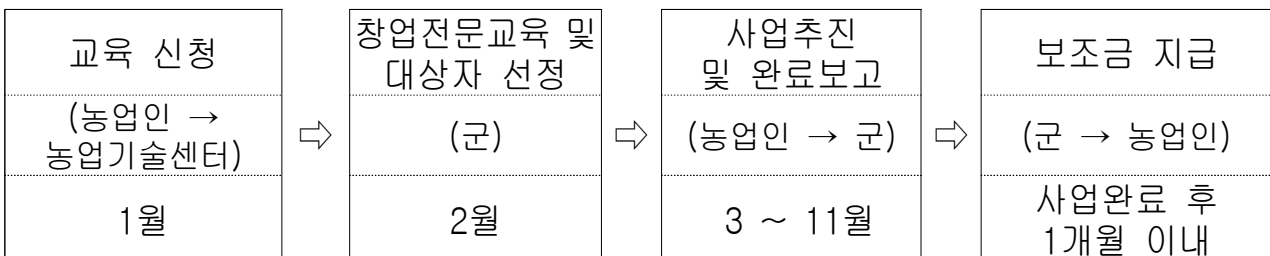 교육 신청
(농업인 →
농업기술센터)
1월
⇨
창업전문교육 및
대상자 선정
(군)
2월
⇨
사업추진
및 완료보고
(농업인 → 군)
3 ~ 11월
⇨
보조금 지급
(군 → 농업인)
사업완료 후
1개월 이내